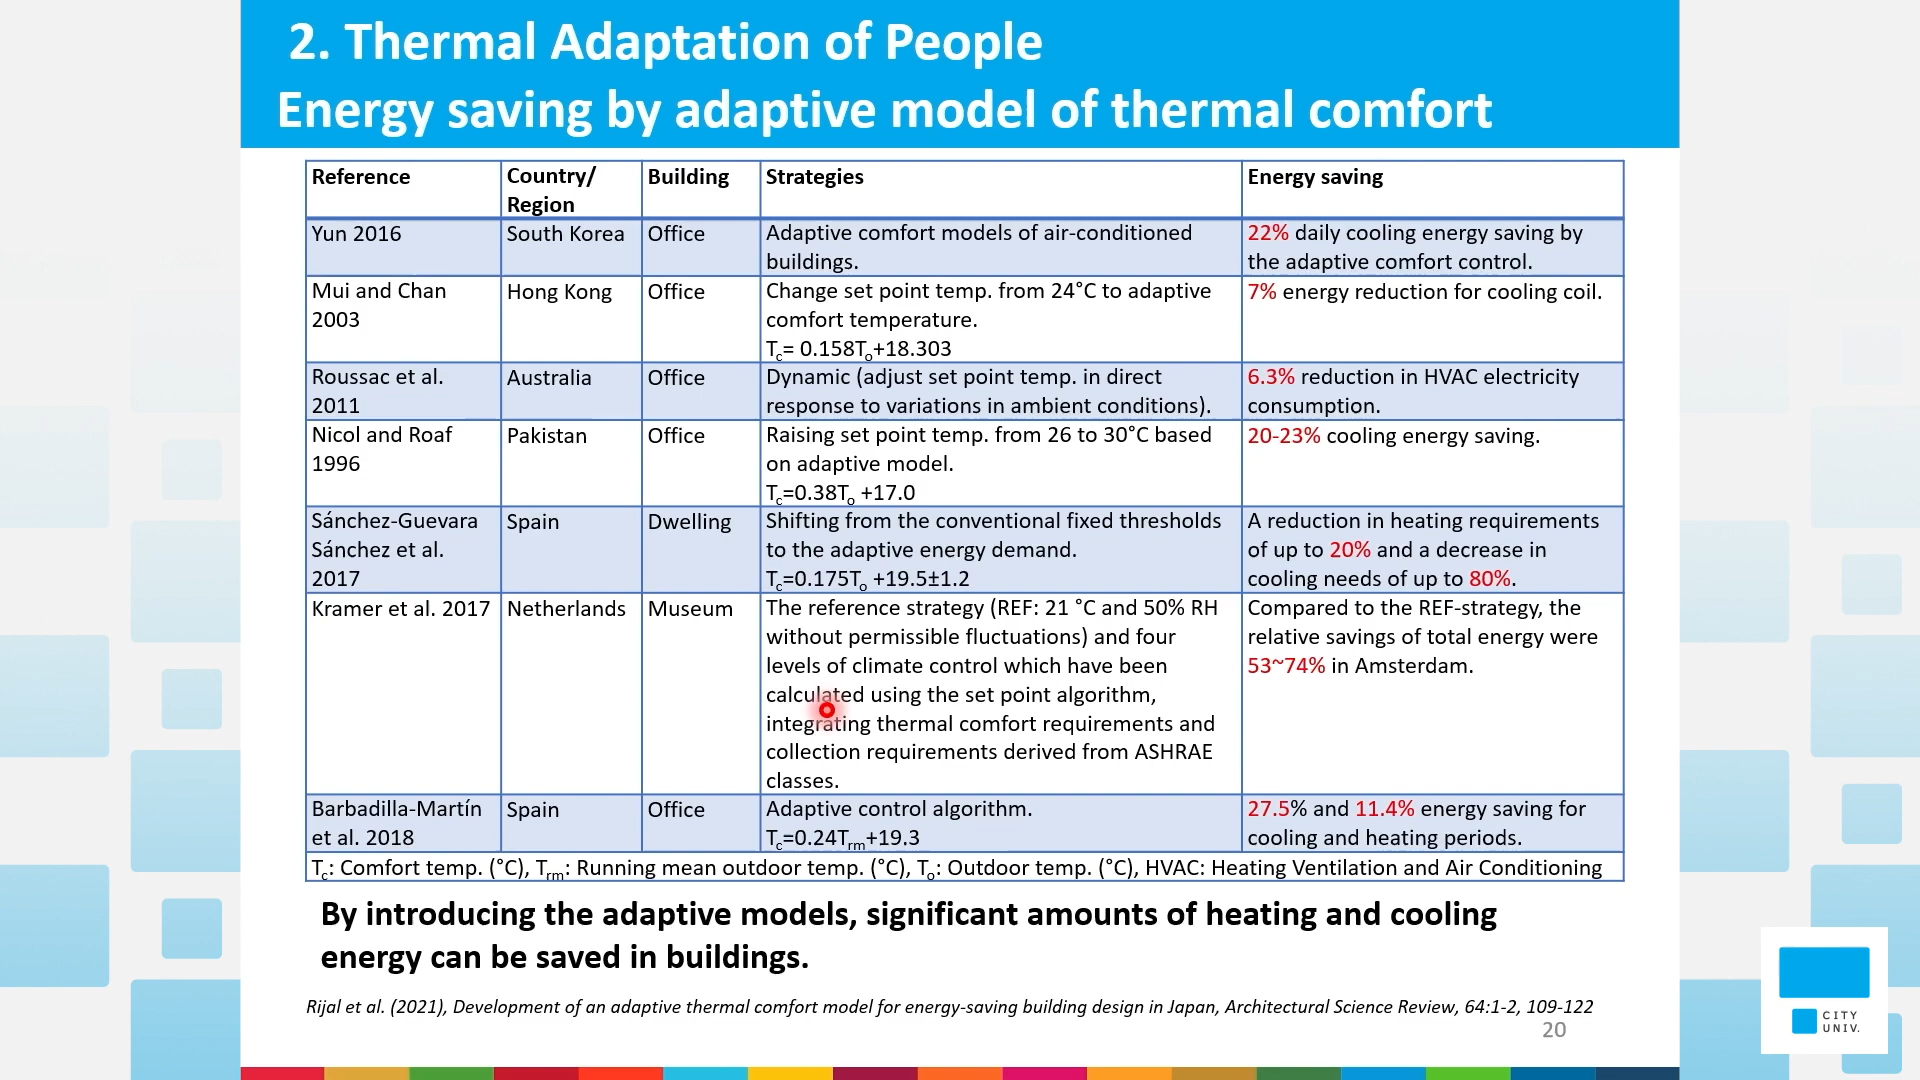 2. Thermal Adaptation of People
Energy saving by adaptive model of thermal comfort
Reference
Country/
Region
Building
Strategies
Energy saving
Yun 2016
South Korea
Office
Adaptive comfort models of air-conditioned
buildings.
22% daily cooling energy saving by
the adaptive comfort control.
Mui and Chan
2003
Hong Kong
Office
Change set point temp. from 24°C to adaptive
comfort temperature.
Tc= 0.158To+18.303
7% energy reduction for cooling coil.
Roussac et al.
2011
Australia
Office
Dynamic (adjust set point temp. in direct
response to variations in ambient conditions).
6.3% reduction in HVAC electricity
consumption.
Nicol and Roaf
1996
Pakistan
Office
Raising set point temp. from 26 to 30°C based
on adaptive model.
Tc=0.38To +17.0
20-23% cooling energy saving.
Sánchez-Guevara
Sánchez et al.
2017
Spain
Dwelling
Shifting from the conventional fixed thresholds
to the adaptive energy demand.
Tc=0.175To +19.5±1.2
A reduction in heating requirements
of up to 20% and a decrease in
cooling needs of up to 80%.
Kramer et al. 2017
Netherlands
Museum
The reference strategy (REF: 21 °C and 50% RH
without permissible fluctuations) and four
levels of climate control which have been
calculated using the set point algorithm,
integrating thermal comfort requirements and
collection requirements derived from ASHRAE
classes.
Compared to the REF-strategy, the
relative savings of total energy were
53~74% in Amsterdam.
Barbadilla-Martín
et al. 2018
Spain
Office
Adaptive control algorithm.
Tc=0.24Trm+19.3
27.5% and 11.4% energy saving for
cooling and heating periods.
Tc: Comfort temp. (°C), Trm: Running mean outdoor temp. (°C), To: Outdoor temp. (°C), HVAC: Heating Ventilation and Air Conditioning
By introducing the adaptive models, significant amounts of heating and cooling
energy can be saved in buildings.
Rijal et al. (2021), Development of an adaptive thermal comfort model for energy-saving building design in Japan, Architectural Science Review, 64:1-2, 109-122
20
CITY
UNIV.